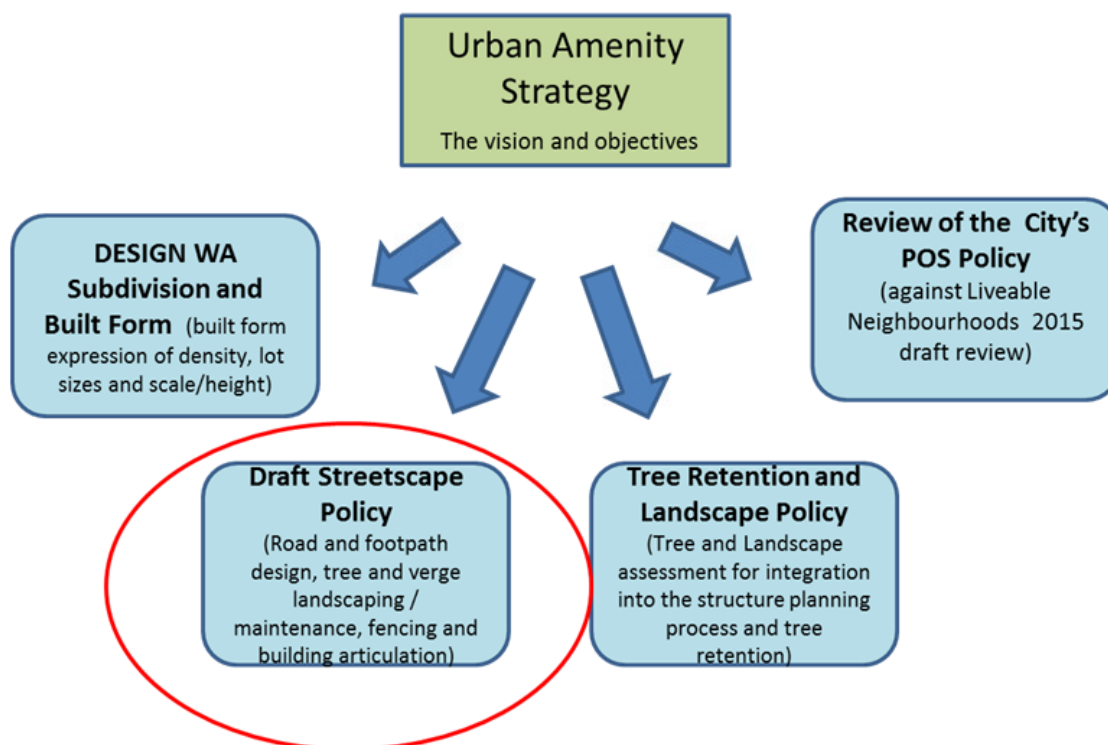 Urban Amenity
Strategy
The vision and objectives
DESIGN WA
Subdivision and
Built Form (built form
expression of density, lot
sizes and scale/height)
Review of the City's
POS Policy
(against Liveable
Neighbourhoods 2015
draft review)
Draft Streetscape
Policy
(Road and footpath
design, tree and verge
landscaping /
maintenance, fencing and
building articulation)
Tree Retention and
Landscape Policy
(Tree and Landscape
assessment for integration
into the structure planning
process and tree
retention)